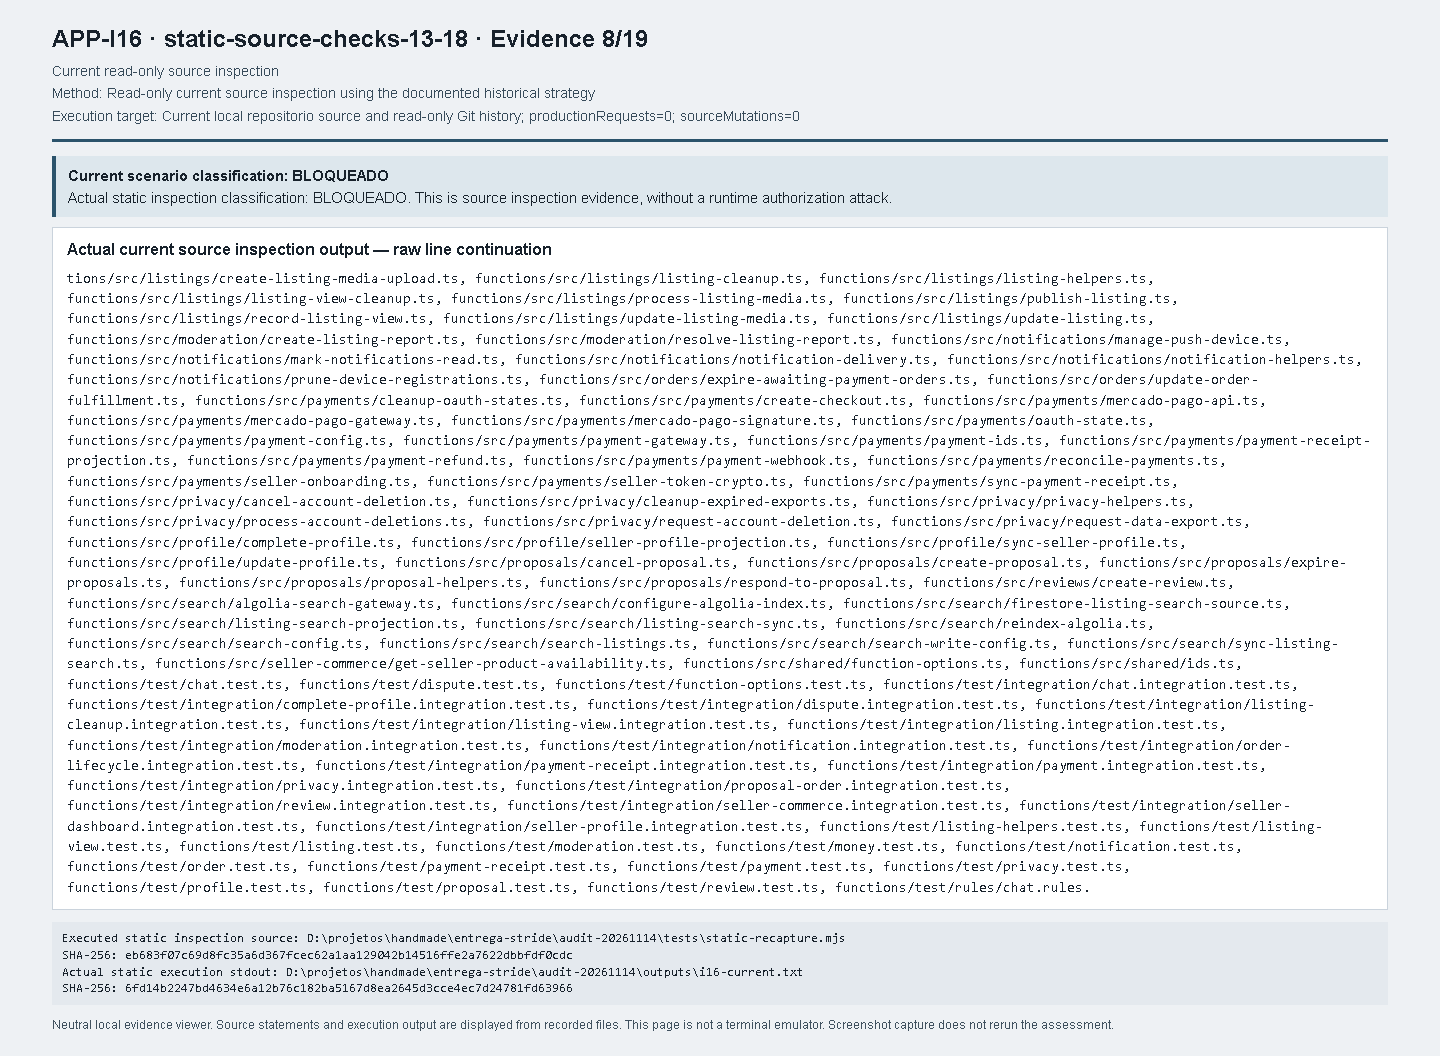 APP-I16 · static-source-checks-13-18 · Evidence 8/19
Current read-only source inspection
Method: Read-only current source inspection using the documented historical strategy
Execution target: Current local repositorio source and read-only Git history; productionRequests=0; sourceMutations=0
Current scenario classification: BLOQUEADO
Actual static inspection classification: BLOQUEADO. This is source inspection evidence, without a runtime authorization attack.
Actual current source inspection output — raw line continuation
tions/src/listings/create-listing-media-upload.ts, functions/src/listings/listing-cleanup.ts, functions/src/listings/listing-helpers.ts,
functions/src/listings/listing-view-cleanup.ts, functions/src/listings/process-listing-media.ts, functions/src/listings/publish-listing.ts,
functions/src/listings/record-listing-view.ts, functions/src/listings/update-listing-media.ts, functions/src/listings/update-listing.ts,
functions/src/moderation/create-listing-report.ts, functions/src/moderation/resolve-listing-report.ts, functions/src/notifications/manage-push-device.ts,
functions/src/notifications/mark-notifications-read.ts, functions/src/notifications/notification-delivery.ts, functions/src/notifications/notification-helpers.ts,
functions/src/notifications/prune-device-registrations.ts, functions/src/orders/expire-awaiting-payment-orders.ts, functions/src/orders/update-order-
fulfillment.ts, functions/src/payments/cleanup-oauth-states.ts, functions/src/payments/create-checkout.ts, functions/src/payments/mercado-pago-api.ts,
functions/src/payments/mercado-pago-gateway.ts, functions/src/payments/mercado-pago-signature.ts, functions/src/payments/oauth-state.ts,
functions/src/payments/payment-config.ts, functions/src/payments/payment-gateway.ts, functions/src/payments/payment-ids.ts, functions/src/payments/payment-receipt-
projection.ts, functions/src/payments/payment-refund.ts, functions/src/payments/payment-webhook.ts, functions/src/payments/reconcile-payments.ts,
functions/src/payments/seller-onboarding.ts, functions/src/payments/seller-token-crypto.ts, functions/src/payments/sync-payment-receipt.ts,
functions/src/privacy/cancel-account-deletion.ts, functions/src/privacy/cleanup-expired-exports.ts, functions/src/privacy/privacy-helpers.ts,
functions/src/privacy/process-account-deletions.ts, functions/src/privacy/request-account-deletion.ts, functions/src/privacy/request-data-export.ts,
functions/src/profile/complete-profile.ts, functions/src/profile/seller-profile-projection.ts, functions/src/profile/sync-seller-profile.ts,
functions/src/profile/update-profile.ts, functions/src/proposals/cancel-proposal.ts, functions/src/proposals/create-proposal.ts, functions/src/proposals/expire-
proposals.ts, functions/src/proposals/proposal-helpers.ts, functions/src/proposals/respond-to-proposal.ts, functions/src/reviews/create-review.ts,
functions/src/search/algolia-search-gateway.ts, functions/src/search/configure-algolia-index.ts, functions/src/search/firestore-listing-search-source.ts,
functions/src/search/listing-search-projection.ts, functions/src/search/listing-search-sync.ts, functions/src/search/reindex-algolia.ts,
functions/src/search/search-config.ts, functions/src/search/search-listings.ts, functions/src/search/search-write-config.ts, functions/src/search/sync-listing-
search.ts, functions/src/seller-commerce/get-seller-product-availability.ts, functions/src/shared/function-options.ts, functions/src/shared/ids.ts,
functions/test/chat.test.ts, functions/test/dispute.test.ts, functions/test/function-options.test.ts, functions/test/integration/chat.integration.test.ts,
functions/test/integration/complete-profile.integration.test.ts, functions/test/integration/dispute.integration.test.ts, functions/test/integration/listing-
cleanup.integration.test.ts, functions/test/integration/listing-view.integration.test.ts, functions/test/integration/listing.integration.test.ts,
functions/test/integration/moderation.integration.test.ts, functions/test/integration/notification.integration.test.ts, functions/test/integration/order-
lifecycle.integration.test.ts, functions/test/integration/payment-receipt.integration.test.ts, functions/test/integration/payment.integration.test.ts,
functions/test/integration/privacy.integration.test.ts, functions/test/integration/proposal-order.integration.test.ts,
functions/test/integration/review.integration.test.ts, functions/test/integration/seller-commerce.integration.test.ts, functions/test/integration/seller-
dashboard.integration.test.ts, functions/test/integration/seller-profile.integration.test.ts, functions/test/listing-helpers.test.ts, functions/test/listing-
view.test.ts, functions/test/listing.test.ts, functions/test/moderation.test.ts, functions/test/money.test.ts, functions/test/notification.test.ts,
functions/test/order.test.ts, functions/test/payment-receipt.test.ts, functions/test/payment.test.ts, functions/test/privacy.test.ts,
functions/test/profile.test.ts, functions/test/proposal.test.ts, functions/test/review.test.ts, functions/test/rules/chat.rules.
Executed static inspection source: D:\projetos\handmade\entrega-stride\audit-20261114\tests\static-recapture.mjs
SHA-256: eb683f07c69d8fc35a6d367fcec62a1aa129042b14516ffe2a7622dbbfdf0cdc
Actual static execution stdout: D:\projetos\handmade\entrega-stride\audit-20261114\outputs\i16-current.txt
SHA-256: 6fd14b2247bd4634e6a12b76c182ba5167d8ea2645d3cce4ec7d24781fd63966
Neutral local evidence viewer. Source statements and execution output are displayed from recorded files. This page is not a terminal emulator. Screenshot capture does not rerun the assessment.